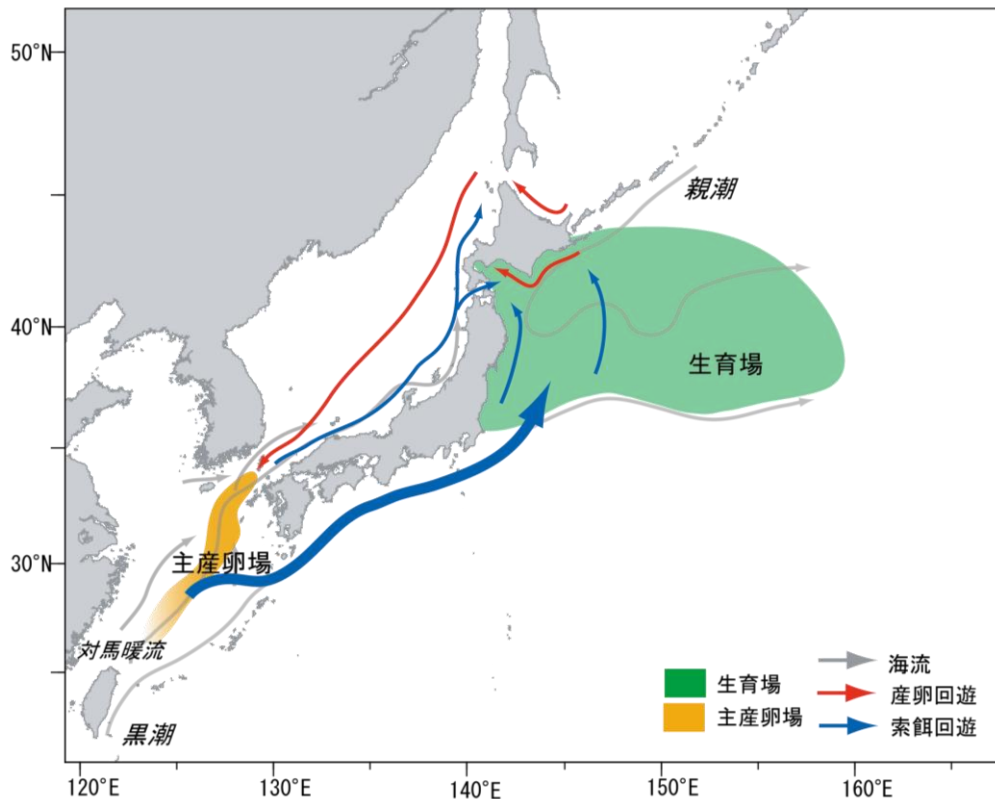 50°N
40°N
30°N
120°E
130°E
140°E
150°E
160°E
親潮
生育場
主産卵場
対馬暖流
黒潮
生育場
主産卵場
海流
産卵回遊
索餌回遊